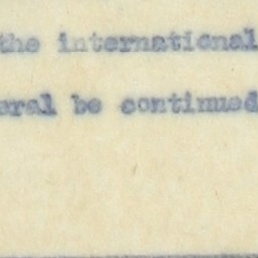 the international
eral be continued